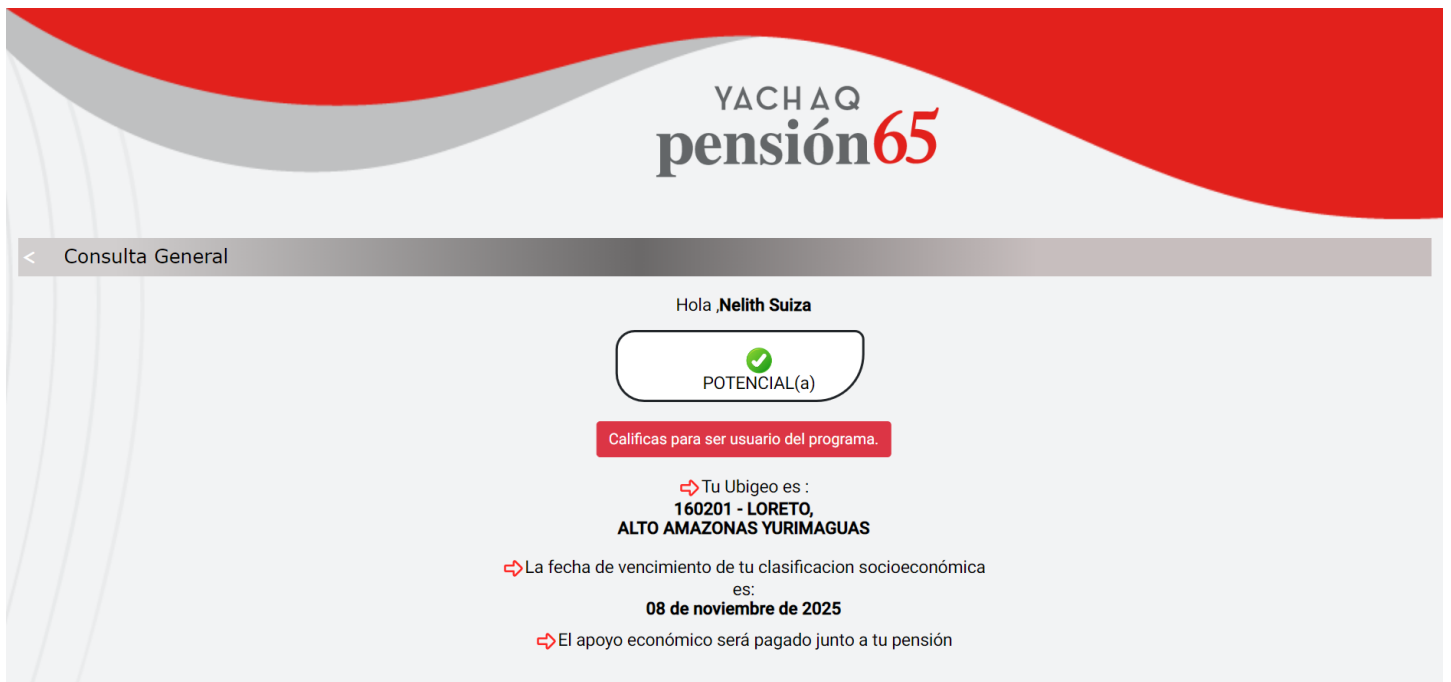 YACHAQ
pensión65
< Consulta General
Hola ,Nelith Suiza
POTENCIAL(a)
Calificas para ser usuario del programa.
Tu Ubigeo es :
160201 - LORETO,
ALTO AMAZONAS YURIMAGUAS
La fecha de vencimiento de tu clasificacion socioeconómica
es:
08 de noviembre de 2025
El apoyo económico será pagado junto a tu pensión